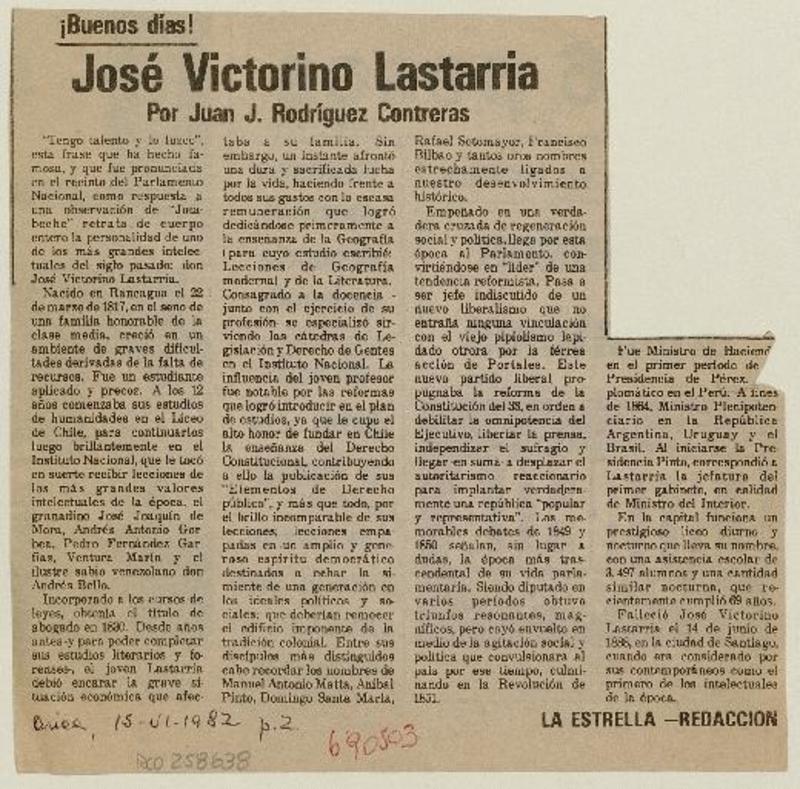 ¡Buenos días!
José Victorino Lastarria
Por Juan J. Rodríguez Contreras
"Tengo talento y lo luzco",
esta frase que ha hecho fa-
mosa, y que fue pronunciada
en el recinto del Parlamento
Nacional, como respuesta a
una observación de "Jota-
beche" retrata de cuerpo
entero la personalidad de uno
de los más grandes intelec-
tuales del siglo pasado: don
José Victorino Lastarria.
Nacido en Rancagua el 22
de marzo de 1817, en el seno de
una familia honorable de la
clase media, creció en un
ambiente de graves dificul-
tades derivadas de la falta de
recursos. Fue un estudiante
aplicado y precoz. A los 12
años comenzaba sus estudios
de humanidades en el Liceo
de Chile, para continuarlos
luego brillantemente en el
Instituto Nacional, que le tocó
en suerte recibir lecciones de
los más grandes valores
intelectuales de la época, el
granadino José Joaquín de
Mora, Andrés Antonio Gor-
bea, Pedro Fernández Gar-
fias, Ventura Marín y el
ilustre sabio venezolano don
Andrés Bello.
Incorporado a los cursos de
leyes, obtenía el título de
abogado en Desde años
antes -y para poder completar
sus estudios literarios y fo-
renses-, el joven Lastarria
debió encarar la grave si-
tuación económica que afec-
taba a su familia. Sin
embargo, un instante afrontó
una dura y sacrificada lucha
por la vida, haciendo frente a
todos sus gustos con la escasa
remuneración que logró
dedicándose primeramente a
la enseñanza de la Geografía
(para cuyo estudio escribió:
Lecciones de Geografía
moderna) y de la Literatura.
Consagrado a la docencia -
junto con el ejercicio de su
profesión- se especializó sir-
viendo las cátedras de Le-
gislación y Derecho de Gentes
en el Instituto Nacional. La
influencia del joven profesor
fue notable por las reformas
que logró introducir en el plan
de estudios, ya que le cupo el
alto honor de fundar en Chile
la enseñanza del Derecho
Constitucional, contribuyendo
a ello la publicación de sus
"Elementos de Derecho
público", y más que todo, por
el brillo incomparable de sus
lecciones, lecciones empa-
padas en un amplio y gene-
roso espíritu democrático
destinados a echar la si-
miente de una generación en
los ideales políticos y so-
ciales, que deberían remecer
el edificio imponente de la
tradición colonial. Entre sus
discípulos más distinguidos
cabe recordar los nombres de
Manuel Antonio Matta, Aníbal
Pinto, Domingo Santa María,
Rafael Sotomayor, Francisco
Bilbao y tantos otros nombres
estrechamente ligados a
nuestro desenvolvimiento
histórico.
Empeñado en una verda-
dera cruzada de regeneración
social y política, llega por esta
época al Parlamento, con-
virtiéndose en "líder" de una
tendencia reformista. Pasa a
ser jefe indiscutido de un
nuevo liberalismo que no
entraña ninguna vinculación
con el viejo pipiolismo lapi-
dado otrora por la férrea
acción de Portales. Este
nuevo partido liberal pro-
pugnaba la reforma de la
Constitución del 33, en orden a
debilitar la omnipotencia del
Ejecutivo, libertar la prensa,
independizar el sufragio y
llegar -en suma- a desplazar el
autoritarismo reaccionario
para implantar verdadera-
mente una república "popular
y representativa". Los me-
morables debates de 1849 y
1850 señalan, sin lugar a
dudas, la época más tras-
cendental de su vida parla-
mentaria. Siendo diputado en
varios períodos obtuvo
triunfos resonantes, mag-
níficos, pero cayó envuelto en
medio de la agitación social y
política que convulsionara al
país por ese tiempo, culmi-
nando en la Revolución de
1851.
Fue Ministro de Haciend
en el primer período de
Presidencia de Pérez.
plomático en el Perú. A fines
de 1864, Ministro Plenipoten-
ciario en la República
Argentina, Uruguay y el
Brasil. Al iniciarse la Pre-
sidencia Pinto, correspondió a
Lastarria la jefatura del
primer gabinete, en calidad
de Ministro del Interior.
En la capital funciona un
prestigioso liceo diurno y
nocturno que lleva su nombre,
con una asistencia escolar de
3.497 alumnos y una cantidad
similar nocturna, que re-
cientemente cumplió 69 años.
Falleció José Victorino
Lastarria el 14 de junio de
1888, en la ciudad de Santiago,
cuando era considerado por
sus contemporáneos como el
primero de los intelectuales
de la época.
LA ESTRELLA —REDACCION
Arica, 15-VI-1982 p.2
690503
258638